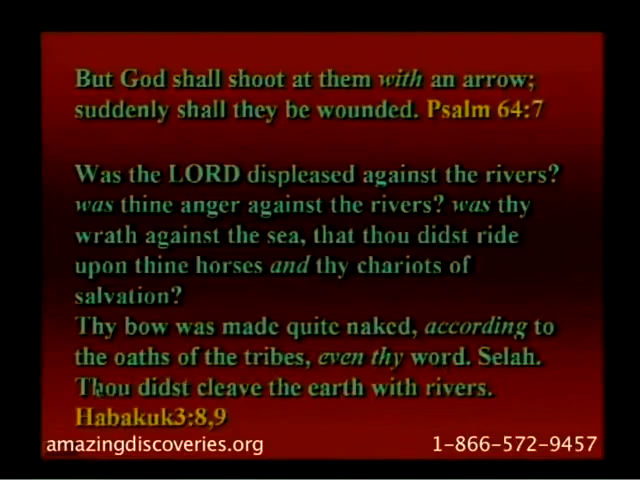 But God shall shoot at them with an arrow;
suddenly shall they be wounded. Psalm 64:7
Was the LORD displeased against the rivers?
was thine anger against the rivers? was thy
wrath against the sea, that thou didst ride
upon thine horses and thy chariots of
salvation?
Thy bow was made quite naked, according to
the oaths of the tribes, even thy word. Selah.
Thou didst cleave the earth with rivers.
Habakuk3:8,9
amazingdiscoveries.org 1-866-572-9457